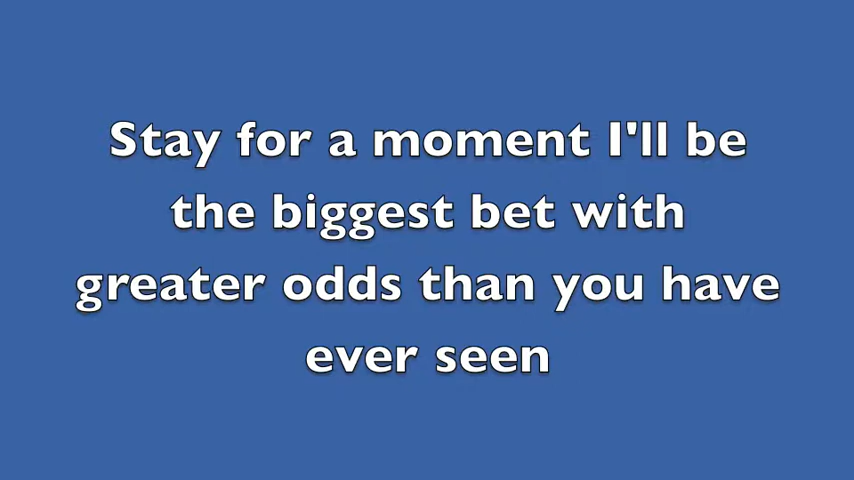 Stay for a moment I'll be
the biggest bet with
greater odds than you have
ever seen